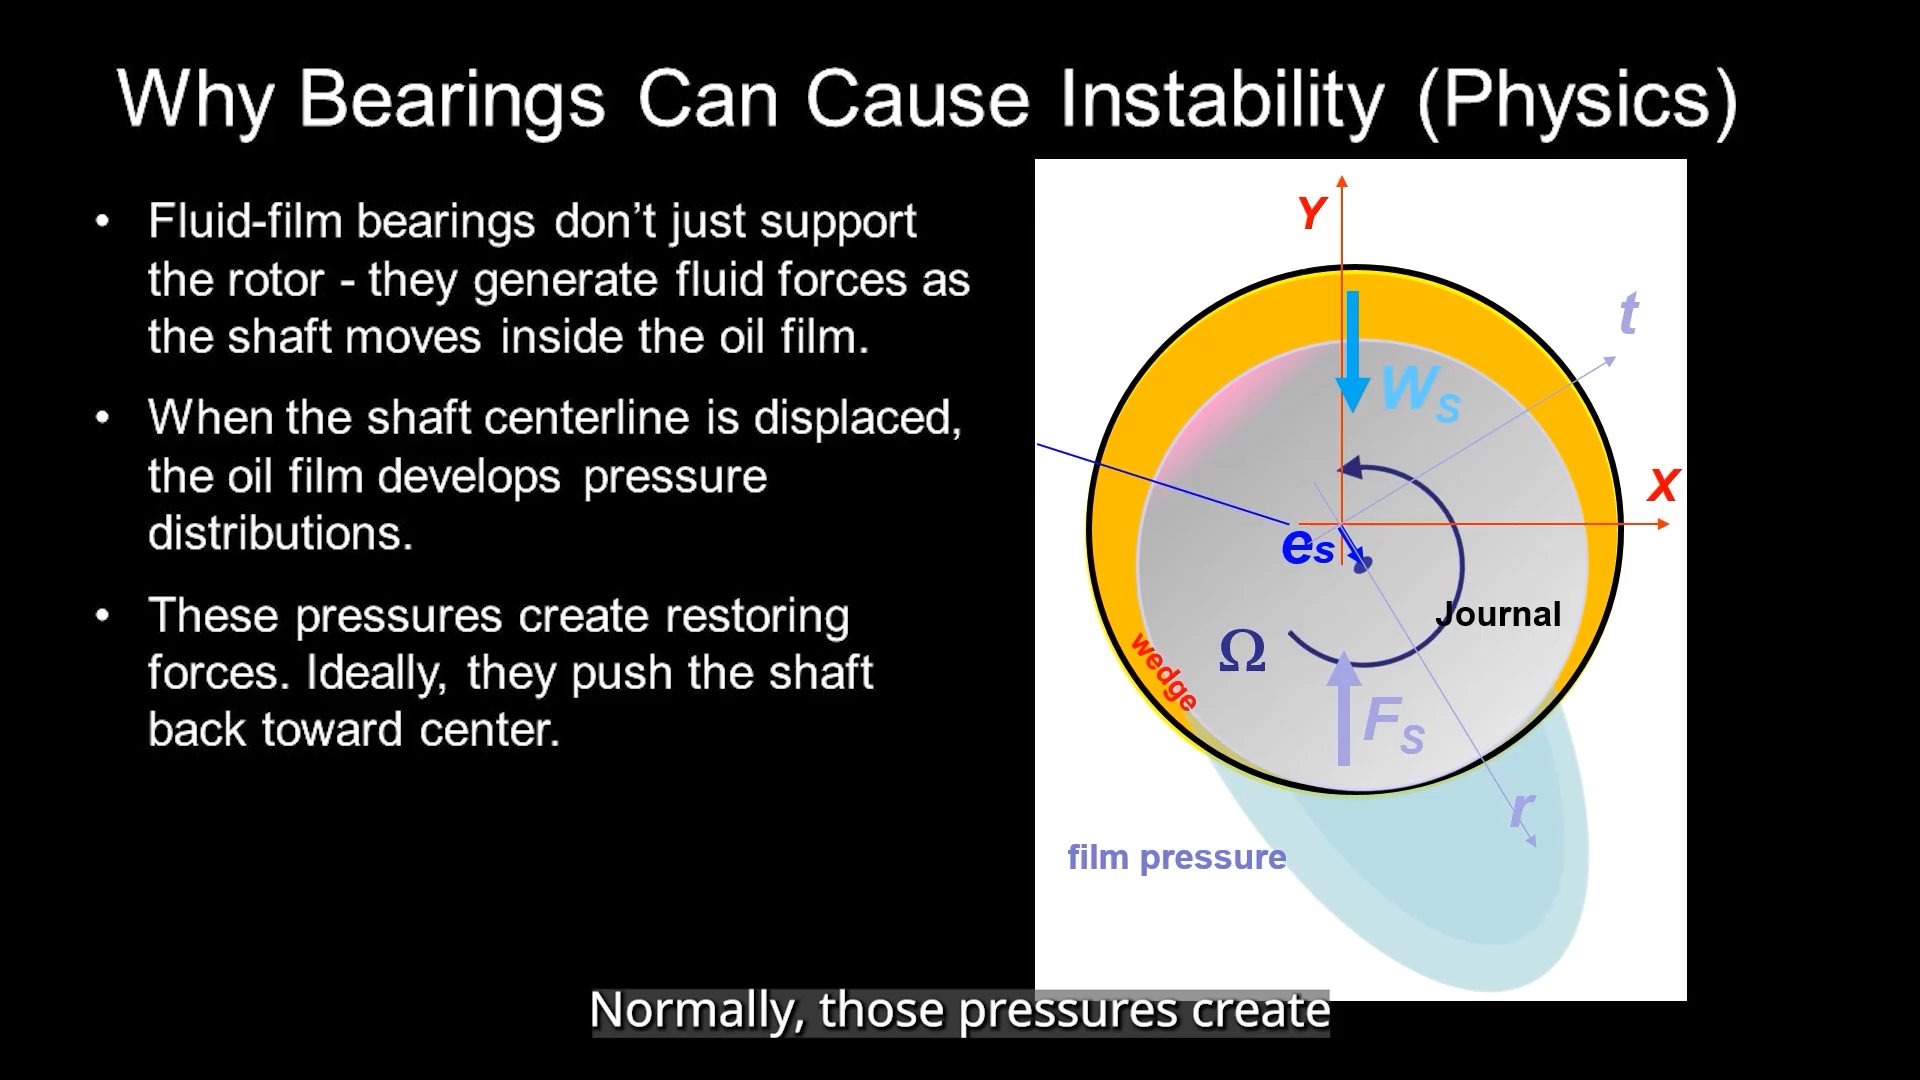 Why Bearings Can Cause Instability (Physics)
• Fluid-film bearings don’t just support
the rotor - they generate fluid forces as
the shaft moves inside the oil film.
• When the shaft centerline is displaced,
the oil film develops pressure
distributions.
• These pressures create restoring
forces. Ideally, they push the shaft
back toward center.
Y
t
WS
X
es
Journal
Ω
wedge
FS
r
film pressure
Normally, those pressures create